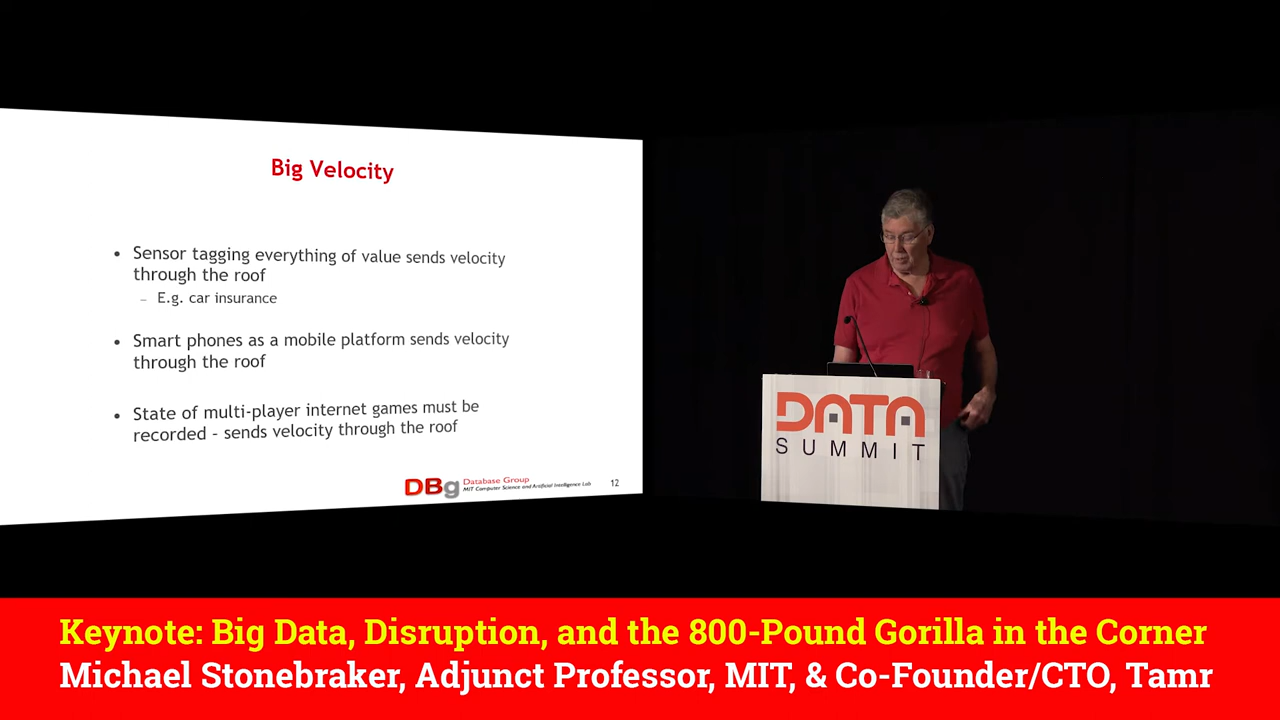 Big Velocity
• Sensor tagging everything of value sends velocity
through the roof
– E.g. car insurance
• Smart phones as a mobile platform sends velocity
through the roof
• State of multi-player internet games must be
recorded – sends velocity through the roof
DBg Database Group
MIT Computer Science and Artificial Intelligence Lab
12
DATA
SUMMIT
Keynote: Big Data, Disruption, and the 800-Pound Gorilla in the Corner
Michael Stonebraker, Adjunct Professor, MIT, & Co-Founder/CTO, Tamr